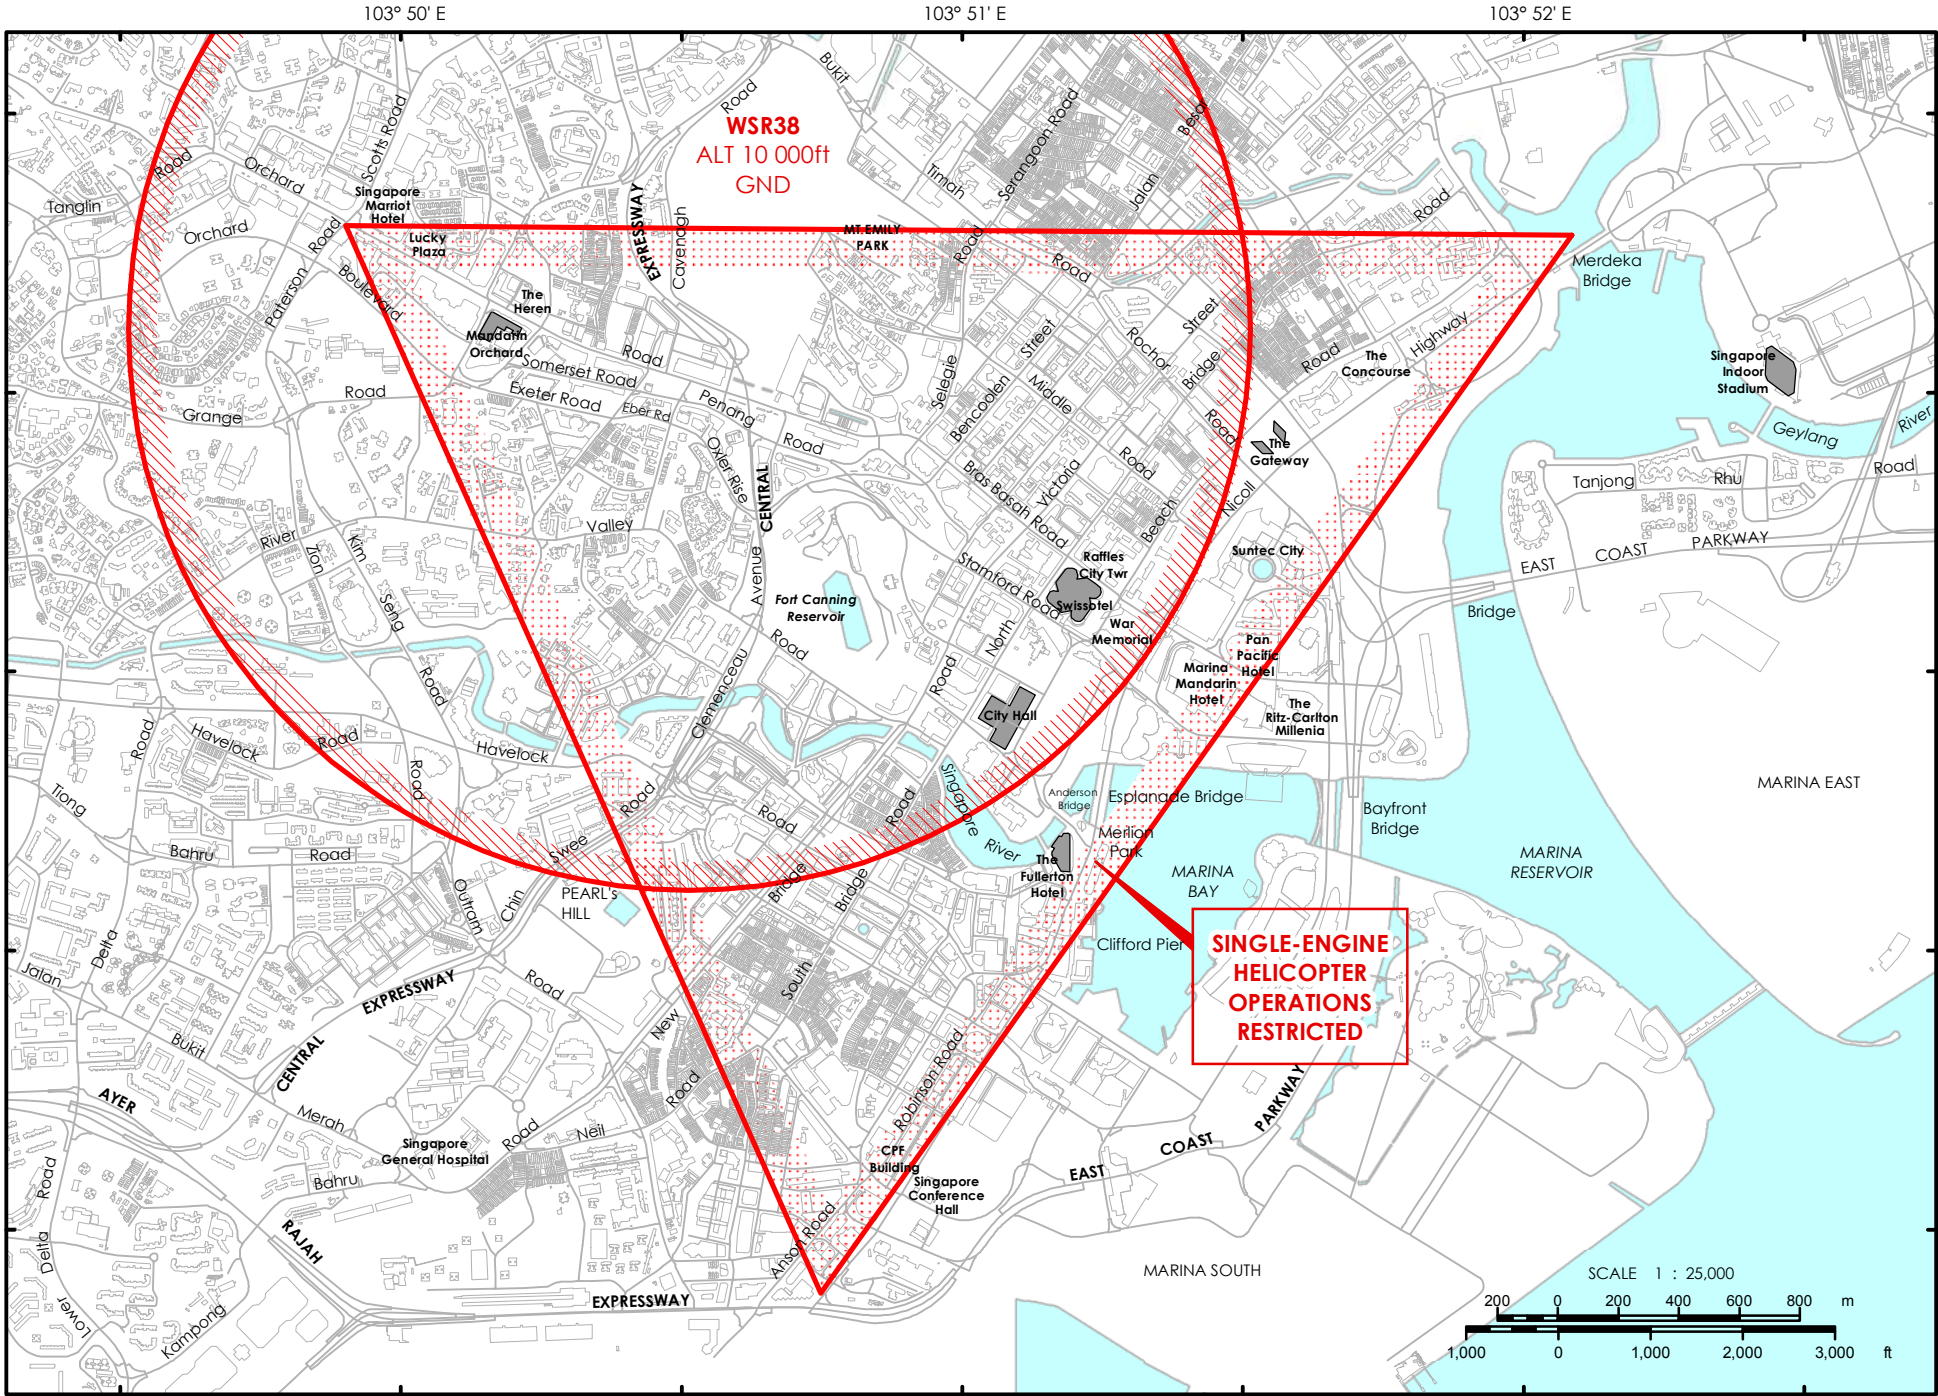 103° 50' E
103° 51' E
103° 52' E
Bukit
Road
WSR38
ALT 10 000ft
GND
Scotts Road
Serangoon Road
Besar
Road
Orchard
Timah
Jalan
Tanglin
Singapore
Marriot
Hotel
Orchard
Road
Lucky
Plaza
EXPRESSWAY
Cavenagh
MT EMILY
PARK
Road
Road
Road
Merdeka
Bridge
Paterson
Boulevard
The
Heren
Mandarin
Orchard
Road
Somerset Road
Exeter Road
Eber Rd
Penang
Road
Selegie
Street
Bencoolen
Middle
Rochor
Street
Bridge
Road
Road
The
Concourse
Highway
Singapore
Indoor
Stadium
Geylang
River
Grange
Road
Oxler Rise
CENTRAL
Bras Basah Road
Victoria
Road
Beach
The
Gateway
Nicoll
Tanjong
Rhu
Road
River
Valley
Zion
Kim
Seng
Road
Avenue
Stamford Road
Raffles
City Twr
Swissotel
War
Memorial
Suntec City
EAST
COAST
PARKWAY
Bridge
Fort Canning
Reservoir
Road
North
Road
Pan
Pacific
Hotel
Marina
Mandarin
Hotel
The
Ritz-Carlton
Millenia
Clemenceau
City Hall
Road
Havelock
Road
Havelock
Road
Road
Road
Road
Singapore
River
Anderson
Bridge
Esplanade Bridge
Bayfront
Bridge
MARINA EAST
Tiong
Bahru
Road
Swee
Chin
Outram
PEARL's
HILL
Bridge
Bridge
The
Fullerton
Hotel
Merlion
Park
MARINA
BAY
MARINA
RESERVOIR
Clifford Pier
SINGLE-ENGINE
HELICOPTER
OPERATIONS
RESTRICTED
Delta
Jalan
EXPRESSWAY
Road
South
New
Road
Bukit
CENTRAL
AYER
Merah
Robinson Road
PARKWAY
Singapore
General Hospital
Road
Neil
Bahru
CPF
Building
Singapore
Conference
Hall
EAST
COAST
Road
Delta
RAJAH
Anson Road
MARINA SOUTH
Lower
Kampong
EXPRESSWAY
SCALE 1 : 25,000
200 0 200 400 600 800 m
1,000 0 1,000 2,000 3,000 ft